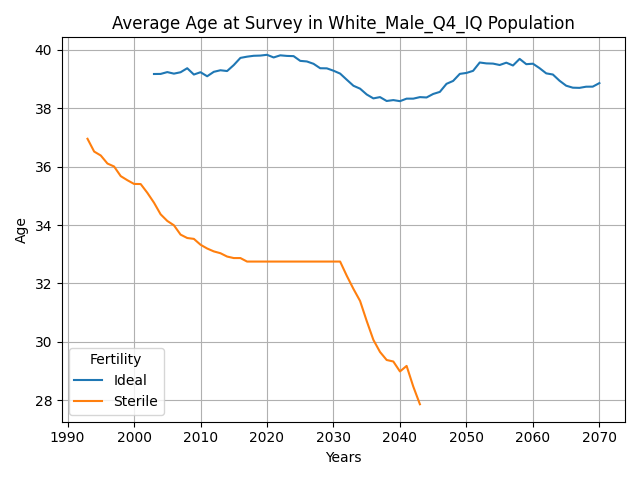 Average Age at Survey in White_Male_Q4_IQ Population
Age
40
38
36
34
32
30
28
Fertility
Ideal
Sterile
1990 2000 2010 2020 2030 2040 2050 2060 2070
Years